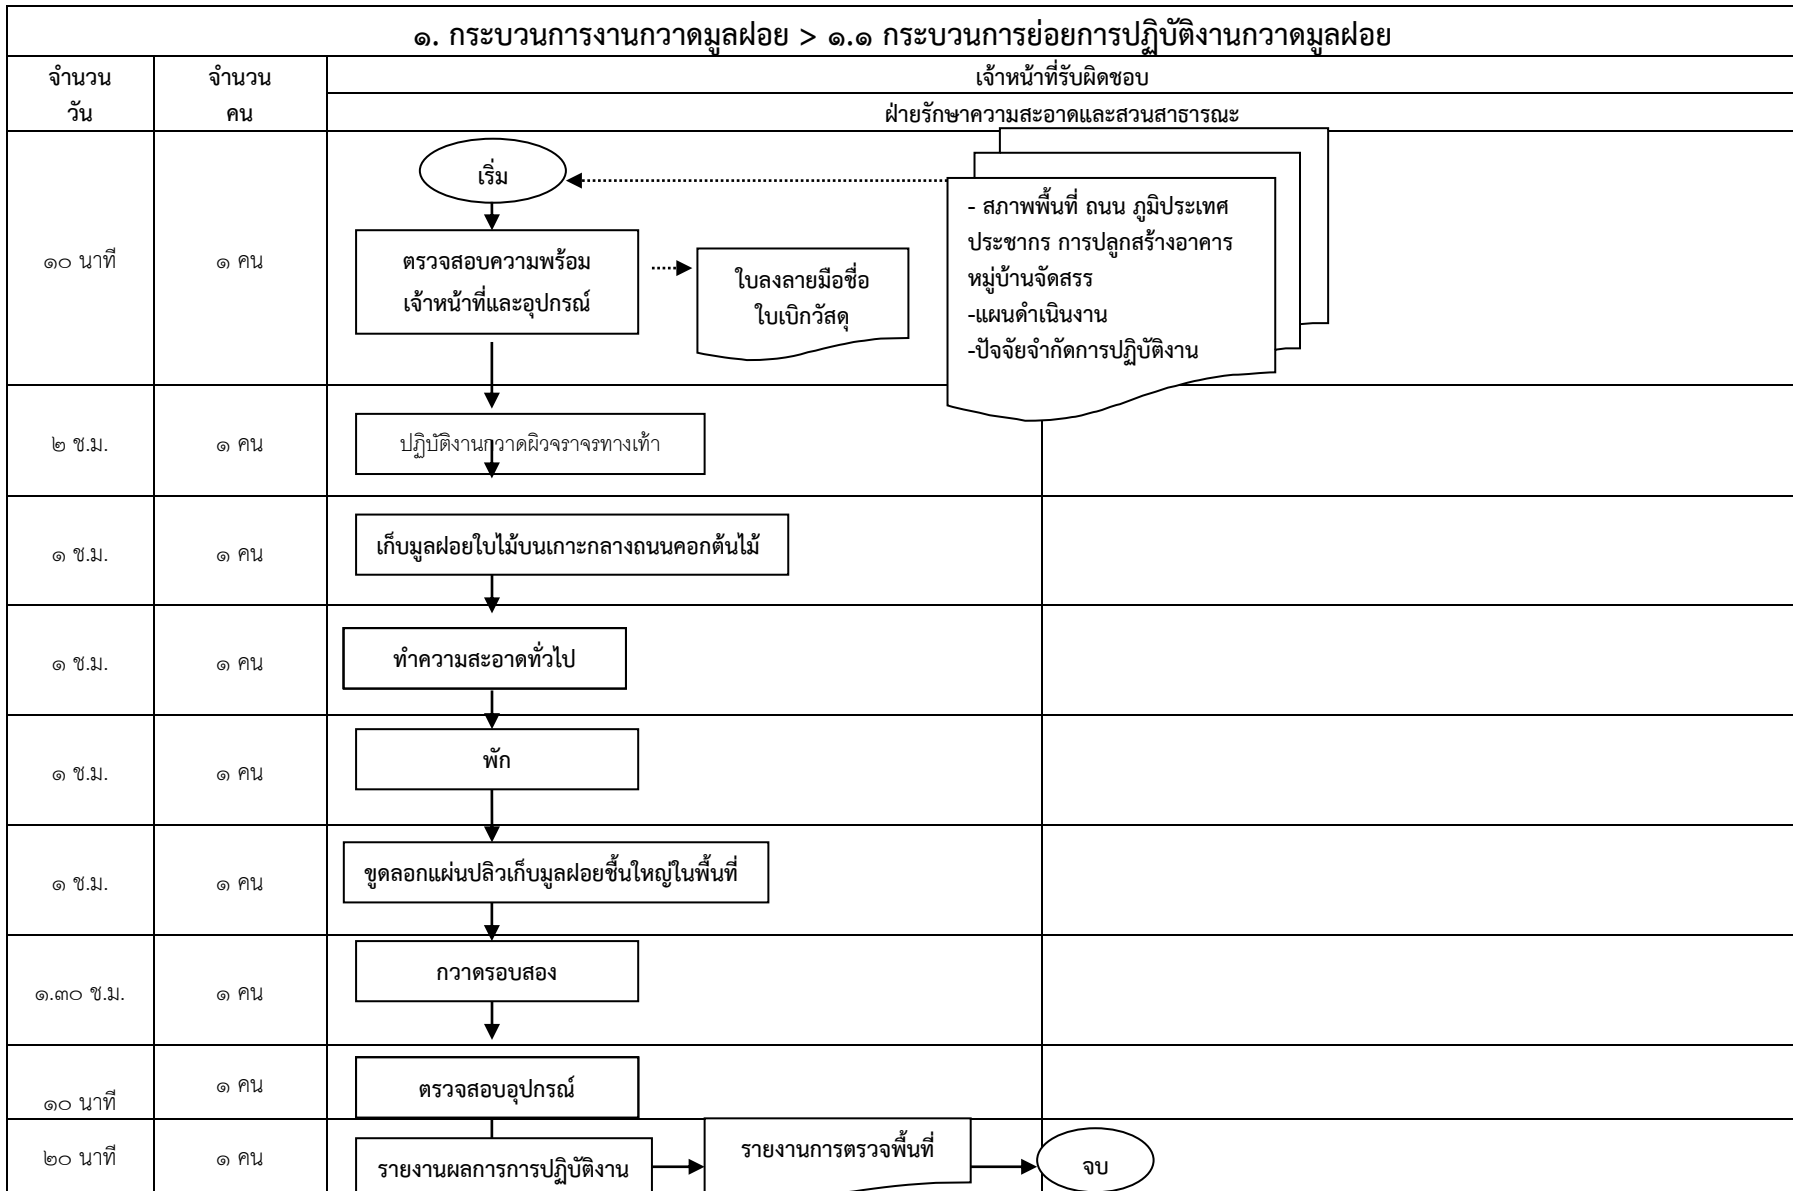 ๑. กระบวนการงานกวาดมูลฝอย > ๑.๑ กระบวนการย่อยการปฏิบัติงานกวาดมูลฝอย
จำนวน
วัน
จำนวน
คน
เจ้าหน้าที่รับผิดชอบ
ฝ่ายรักษาความสะอาดและสวนสาธารณะ
๑๐ นาที
๑ คน
เริ่ม
ตรวจสอบความพร้อม
เจ้าหน้าที่และอุปกรณ์
ใบลงลายมือชื่อ
ใบเบิกวัสดุ
- สภาพพื้นที่ ถนน ภูมิประเทศ
ประชากร การปลูกสร้างอาคาร
หมู่บ้านจัดสรร
-แผนดำเนินงาน
-ปัจจัยจำกัดการปฏิบัติงาน
๒ ช.ม.
๑ คน
ปฏิบัติงานกวาดผิวจราจรทางเท้า
๑ ช.ม.
๑ คน
เก็บมูลฝอยใบไม้บนเกาะกลางถนนคอกต้นไม้
๑ ช.ม.
๑ คน
ทำความสะอาดทั่วไป
๑ ช.ม.
๑ คน
พัก
๑ ช.ม.
๑ คน
ขูดลอกแผ่นปลิวเก็บมูลฝอยชื้นใหญ่ในพื้นที่
๑.๓๐ ช.ม.
๑ คน
กวาดรอบสอง
๑๐ นาที
๑ คน
ตรวจสอบอุปกรณ์
๒๐ นาที
๑ คน
รายงานผลการการปฏิบัติงาน
รายงานการตรวจพื้นที่
จบ